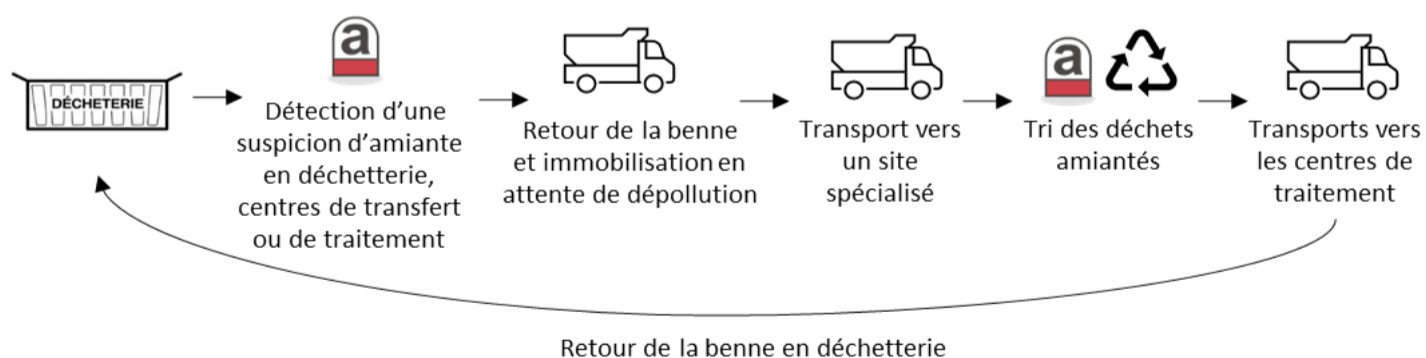 DÉCHETERIE
a
Détection d’une
suspicion d’amiante
en déchetterie,
centres de transfert
ou de traitement
Retour de la benne
et immobilisation en
attente de dépollution
Transport vers
un site
spécialisé
a
Tri des déchets
amiantés
Transports vers
les centres de
traitement
Retour de la benne en déchetterie